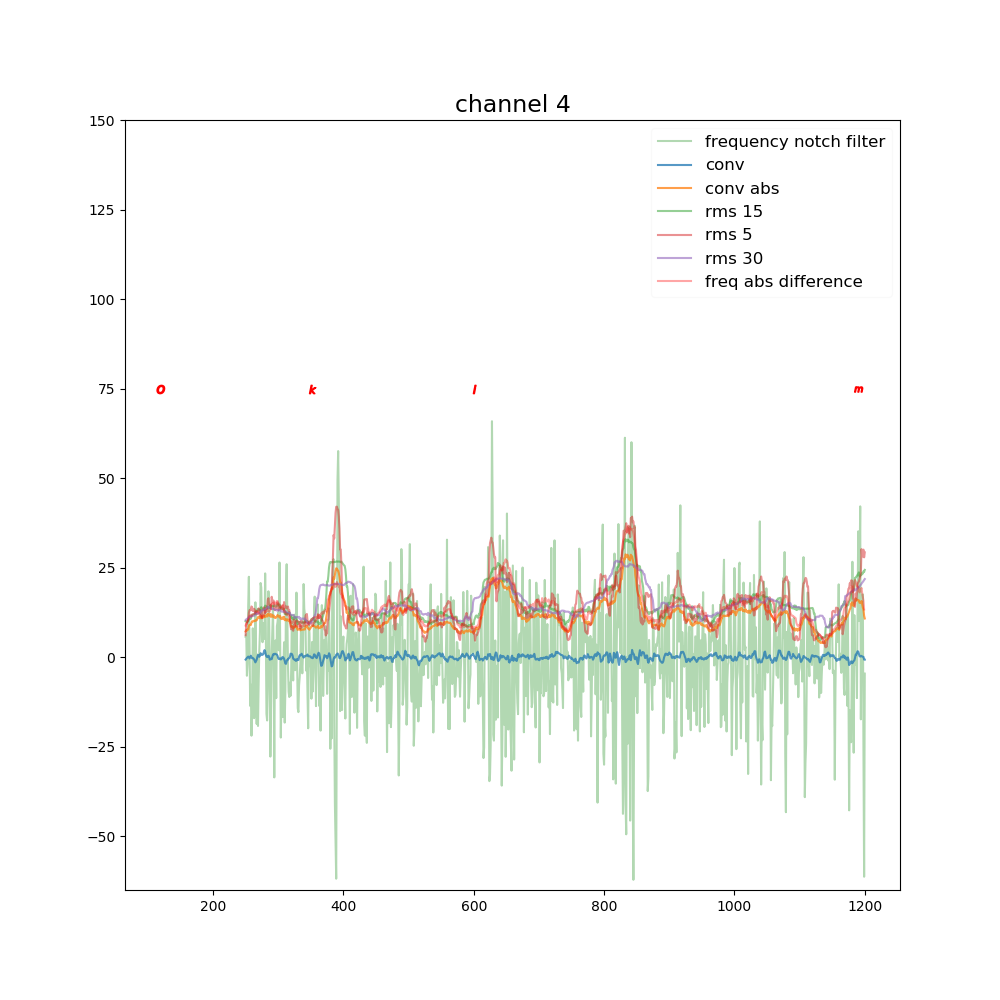 channel 4
150
125
100
75
50
25
0
−25
−50
frequency notch filter
conv
conv abs
rms 15
rms 5
rms 30
freq abs difference
O k l m
200 400 600 800 1000 1200